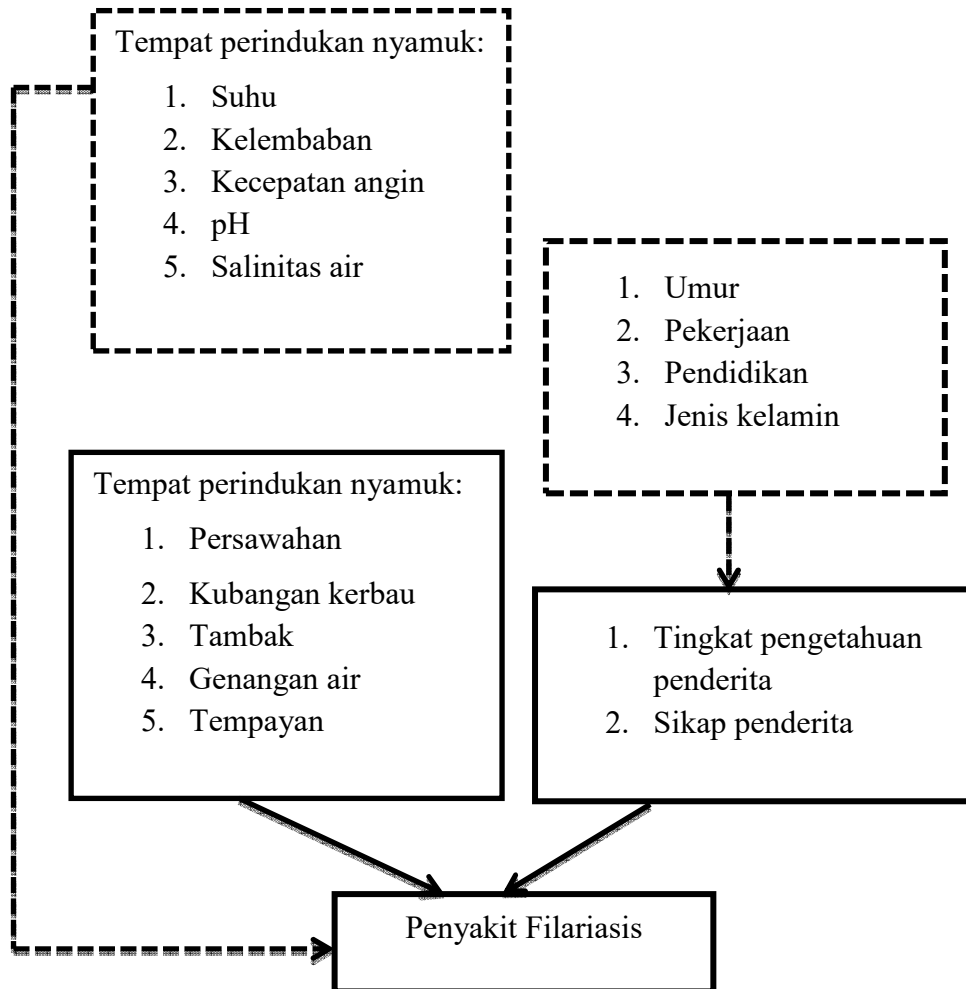 Tempat perindukan nyamuk:
1. Suhu
2. Kelembaban
3. Kecepatan angin
4. pH
5. Salinitas air
1. Umur
2. Pekerjaan
3. Pendidikan
4. Jenis kelamin
Tempat perindukan nyamuk:
1. Persawahan
2. Kubangan kerbau
3. Tambak
4. Genangan air
5. Tempayan
1. Tingkat pengetahuan
penderita
2. Sikap penderita
Penyakit Filariasis